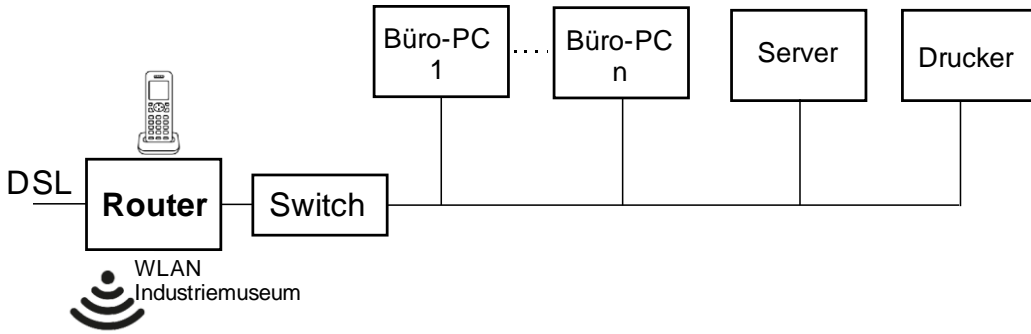 Büro-PC
1
Büro-PC
n
Server
Drucker
DSL
Router
Switch
WLAN
Industriemuseum